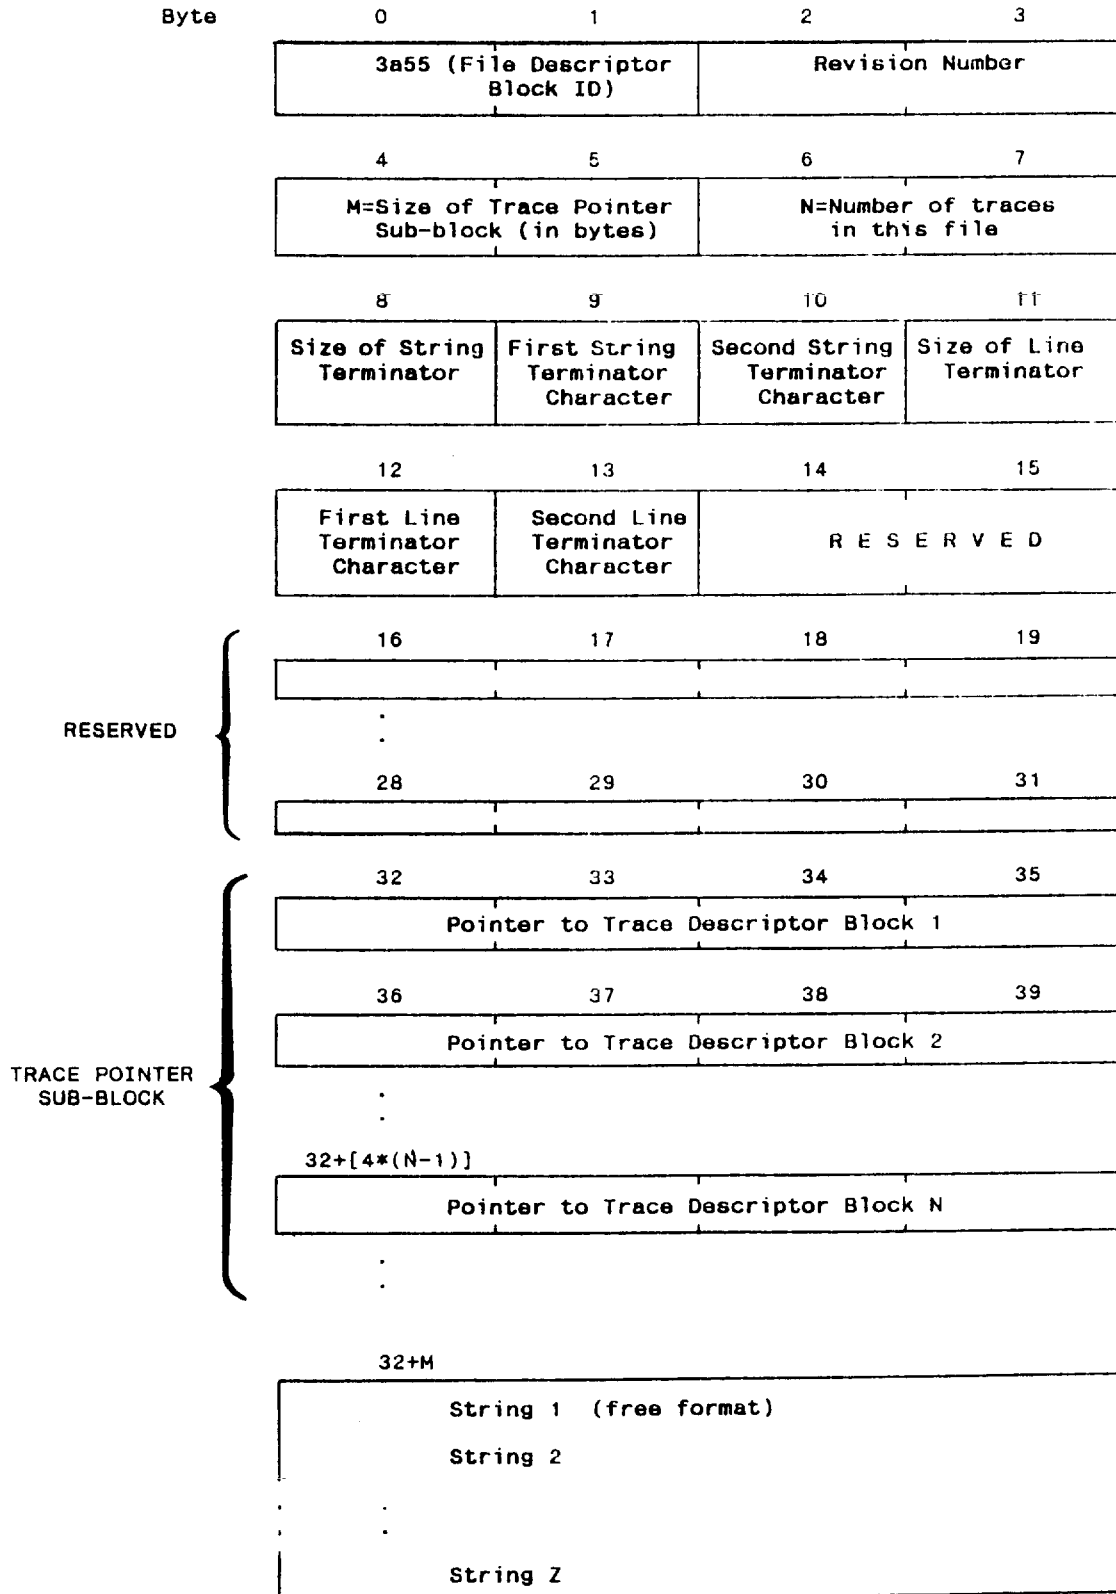 Byte 0 1 2 3
3a55 (File Descriptor Block ID) Revision Number
4 5 6 7
M=Size of Trace Pointer Sub-block (in bytes) N=Number of traces in this file
8 9 10 11
Size of String Terminator First String Terminator Character Second String Terminator Character Size of Line Terminator
12 13 14 15
First Line Terminator Character Second Line Terminator Character R E S E R V E D
16 17 18 19
RESERVED
28 29 30 31
32 33 34 35
Pointer to Trace Descriptor Block 1
36 37 38 39
Pointer to Trace Descriptor Block 2
TRACE POINTER
SUB-BLOCK
32+[4*(N-1)]
Pointer to Trace Descriptor Block N
32+M
String 1 (free format)
String 2
String Z